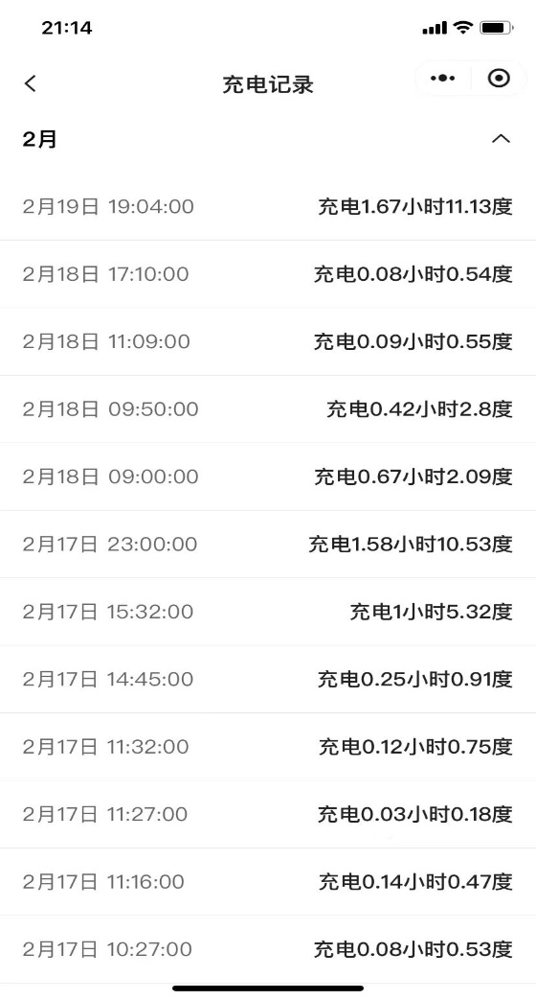 21:14
充电记录
2月
2月19日 19:04:00 充电1.67小时11.13度
2月18日 17:10:00 充电0.08小时0.54度
2月18日 11:09:00 充电0.09小时0.55度
2月18日 09:50:00 充电0.42小时2.8度
2月18日 09:00:00 充电0.67小时2.09度
2月17日 23:00:00 充电1.58小时10.53度
2月17日 15:32:00 充电1小时5.32度
2月17日 14:45:00 充电0.25小时0.91度
2月17日 11:32:00 充电0.12小时0.75度
2月17日 11:27:00 充电0.03小时0.18度
2月17日 11:16:00 充电0.14小时0.47度
2月17日 10:27:00 充电0.08小时0.53度